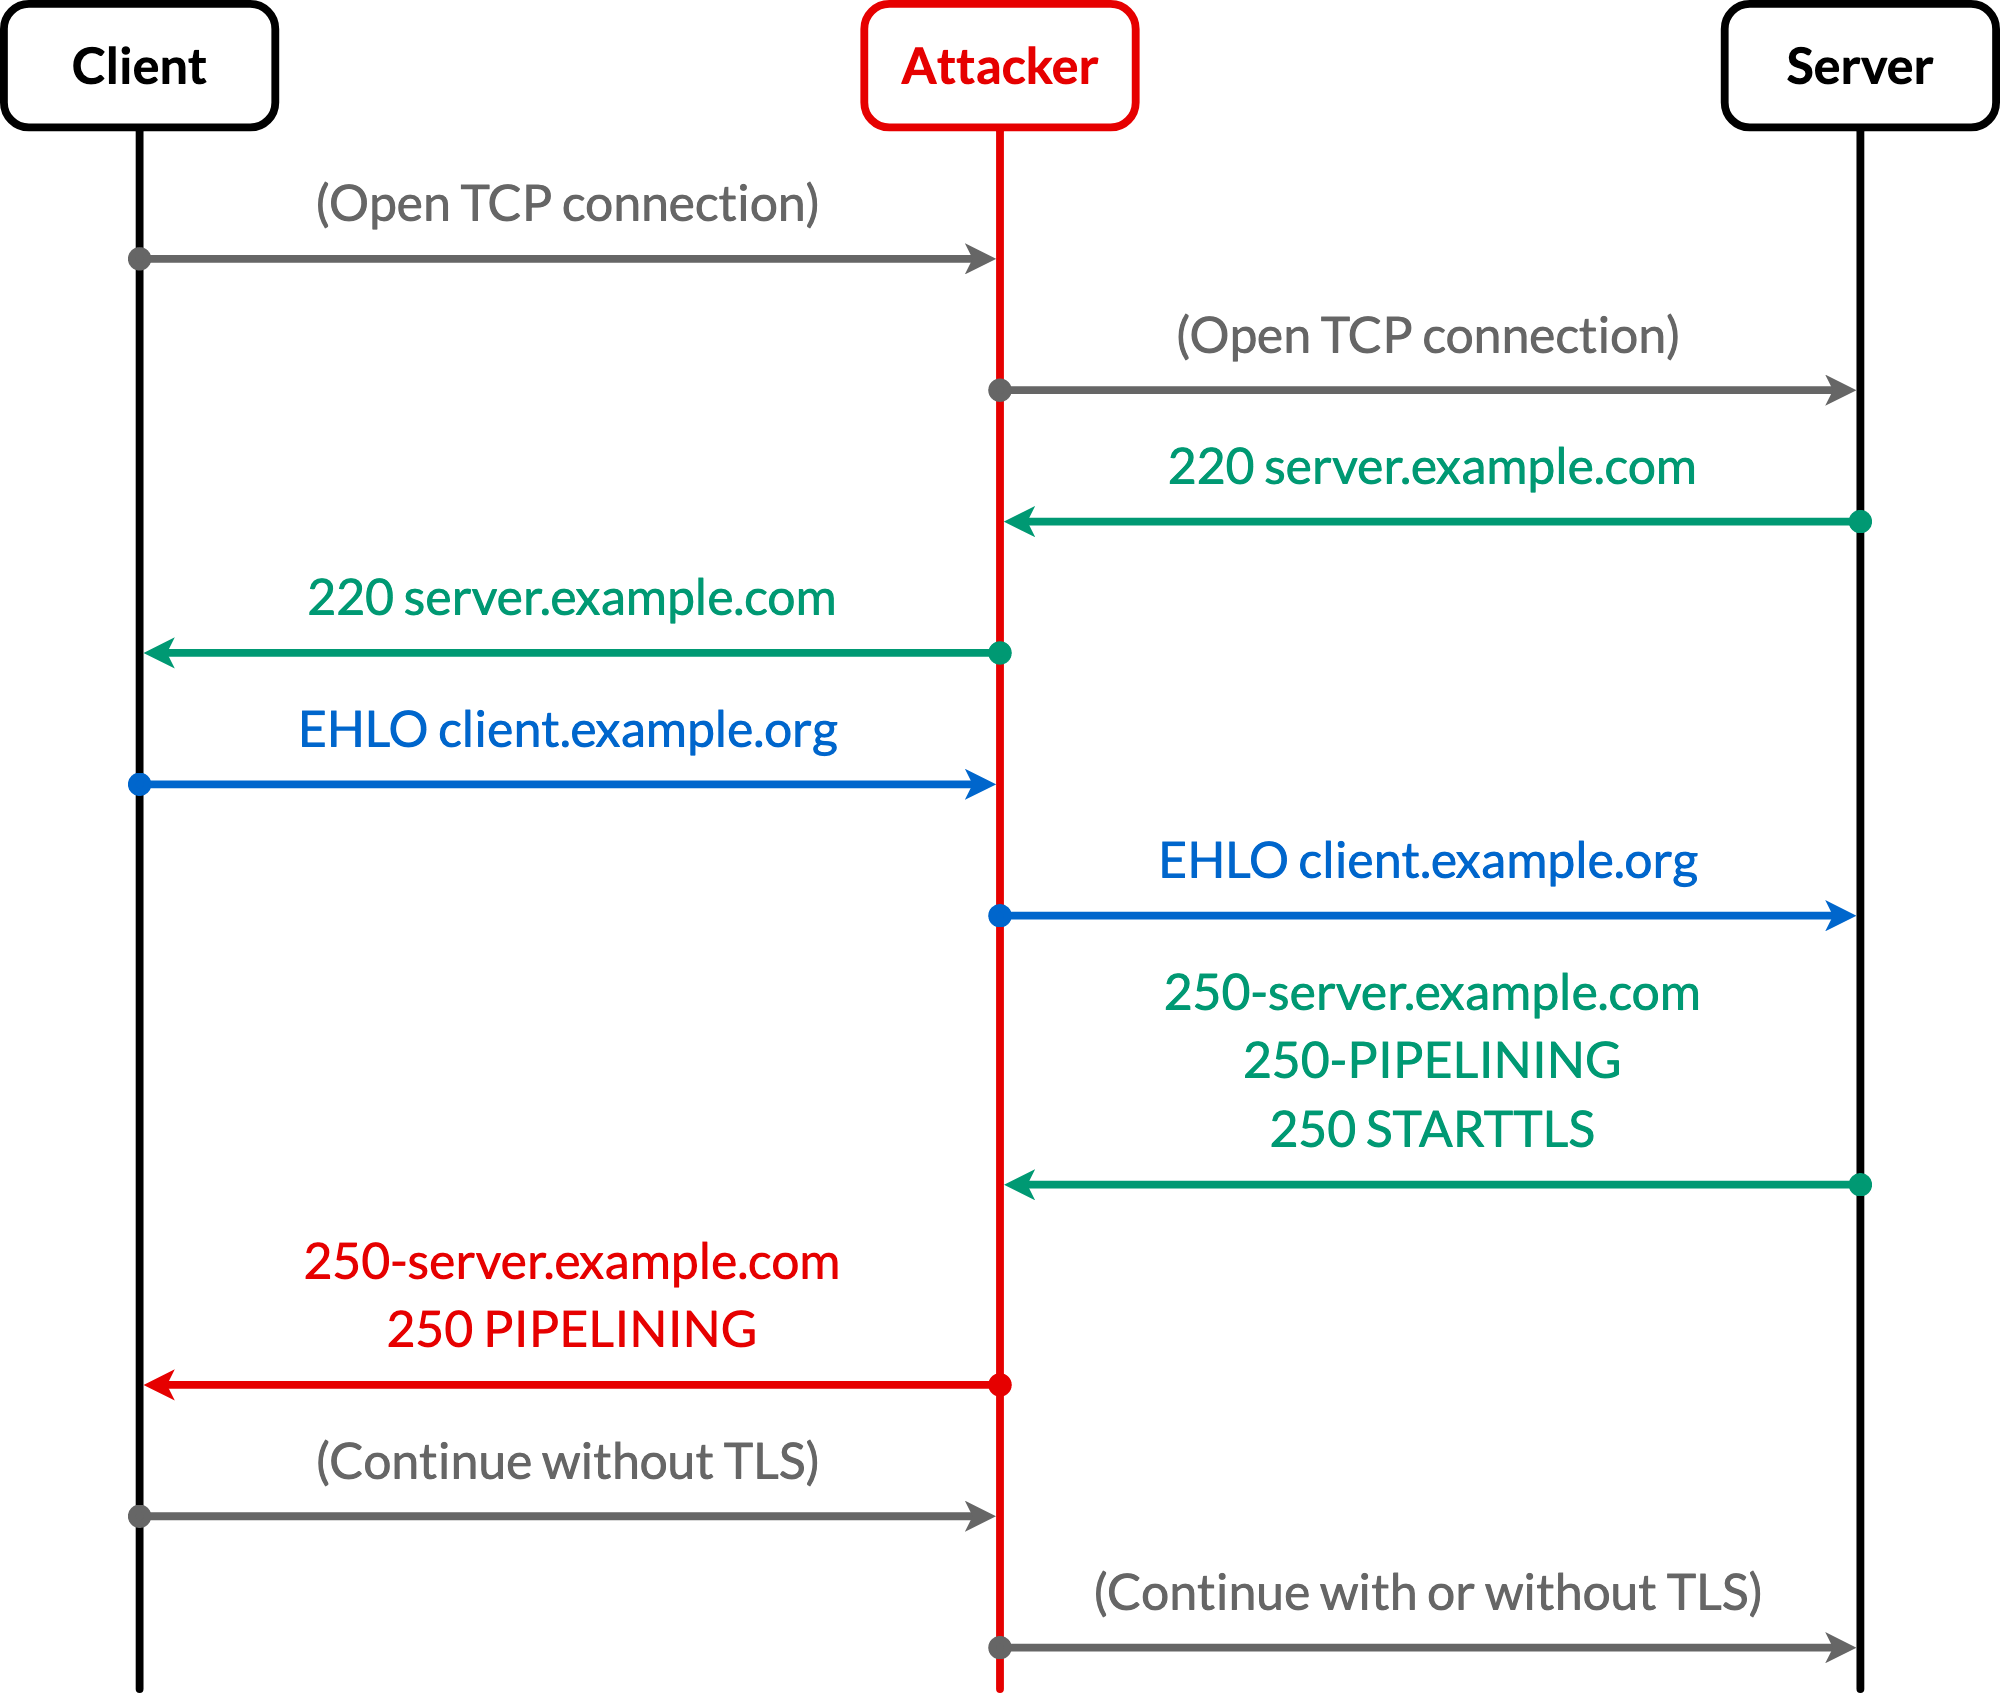 Client
Attacker
Server
(Open TCP connection)
(Open TCP connection)
220 server.example.com
220 server.example.com
EHLO client.example.org
EHLO client.example.org
250-server.example.com
250-PIPELINING
250 STARTTLS
250-server.example.com
250 PIPELINING
(Continue without TLS)
(Continue with or without TLS)